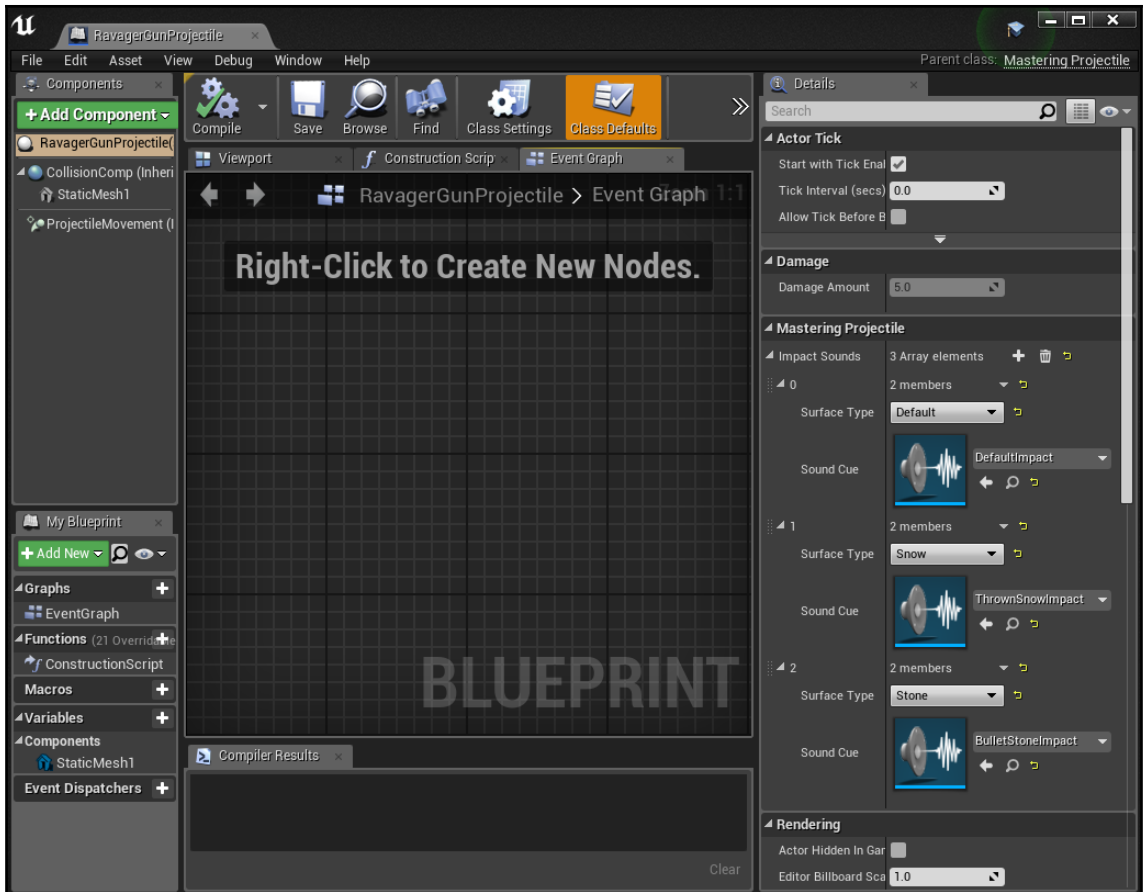 RavagerGunProjectile
File Edit Asset View Debug Window Help
Parent class: Mastering Projectile
Components
+Add Component
RavagerGunProjectile(
CollisionComp (Inheri
StaticMesh1
ProjectileMovement (I
My Blueprint
+Add New
Graphs
EventGraph
Functions (21 Overridable
ConstructionScript
Macros
Variables
Components
StaticMesh1
Event Dispatchers
Compile Save Browse Find Class Settings Class Defaults
Viewport Construction Scrip Event Graph
RavagerGunProjectile > Event Graph
Zoom 1:1
Right-Click to Create New Nodes.
BLUEPRINT
Compiler Results
Clear
Details
Search
Actor Tick
Start with Tick Enal
Tick Interval (secs) 0.0
Allow Tick Before B
Damage
Damage Amount 5.0
Mastering Projectile
Impact Sounds 3 Array elements
0 2 members
Surface Type Default
Sound Cue DefaultImpact
1 2 members
Surface Type Snow
Sound Cue ThrownSnowImpact
2 2 members
Surface Type Stone
Sound Cue BulletStoneImpact
Rendering
Actor Hidden In Gar
Editor Billboard Sca 1.0